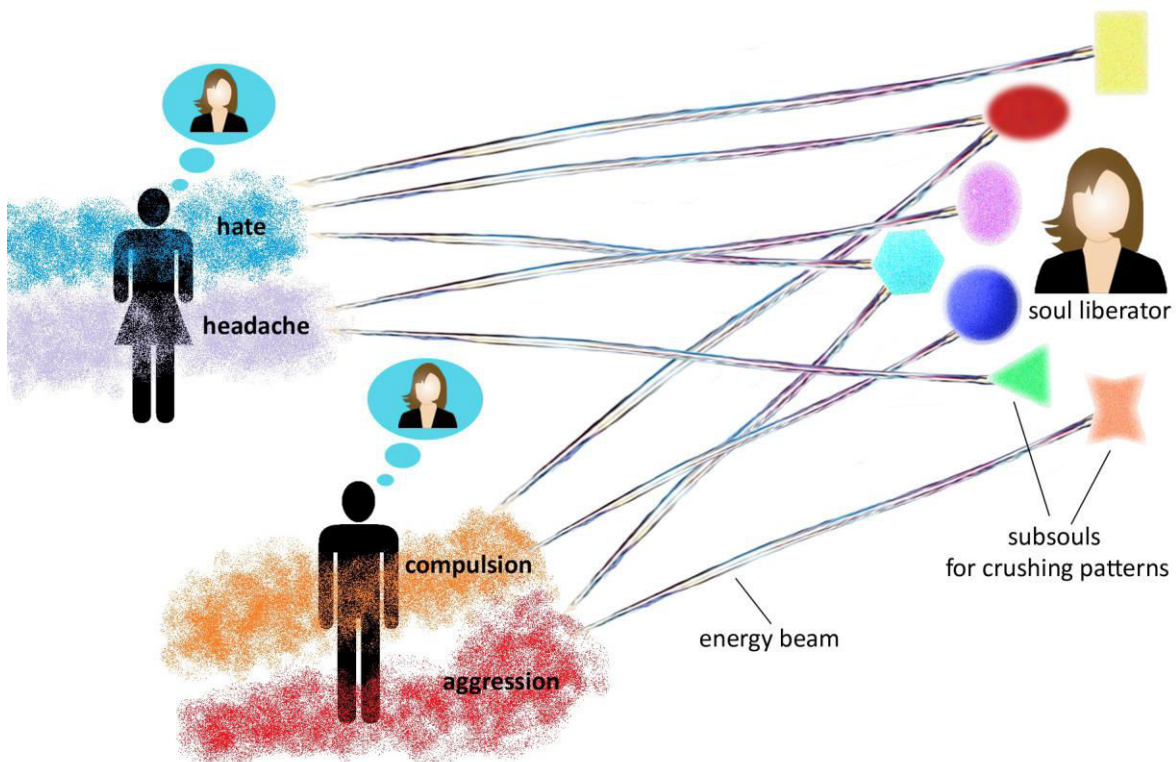 hate
headache
soul liberator
compulsion
aggression
energy beam
subsouls
for crushing patterns